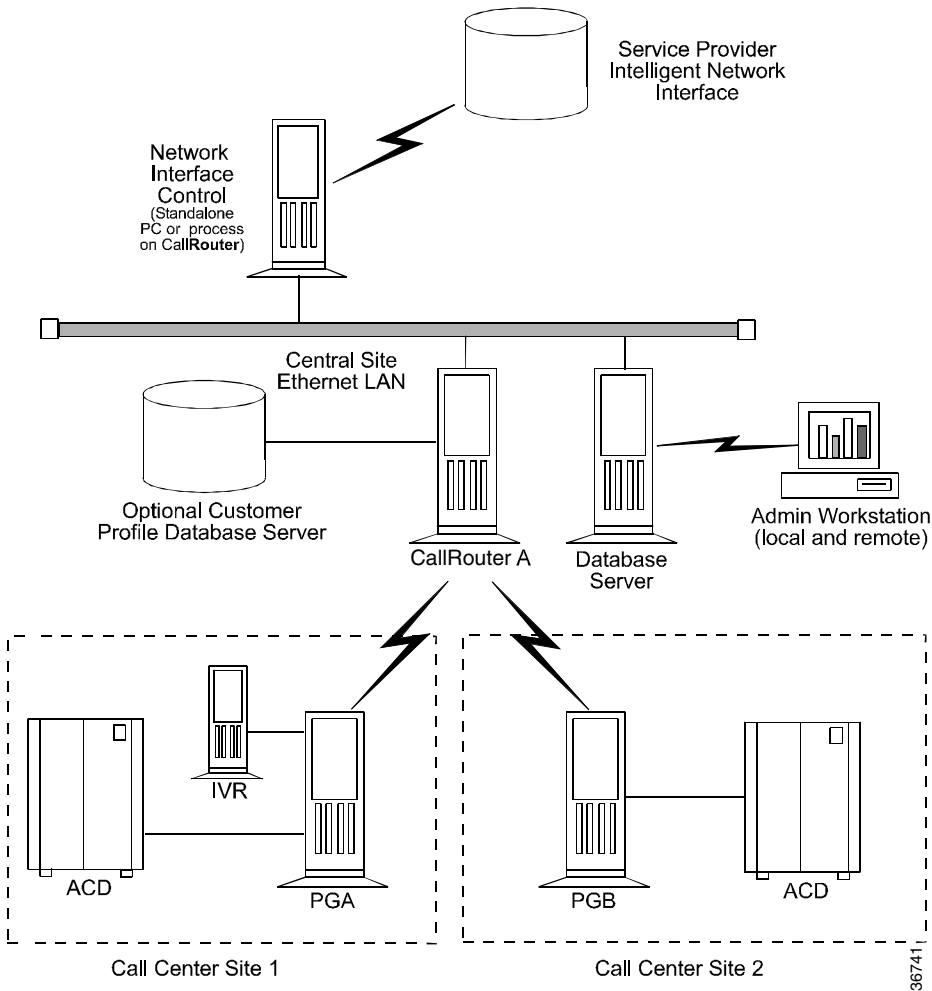 Service Provider
Intelligent Network
Interface
Network
Interface
Control
(Standalone
PC or process
on CallRouter)
Central Site
Ethernet LAN
Optional Customer
Profile Database Server
CallRouter A
Database
Server
Admin Workstation
(local and remote)
IVR
ACD
PGA
PGB
ACD
Call Center Site 1
Call Center Site 2
36741